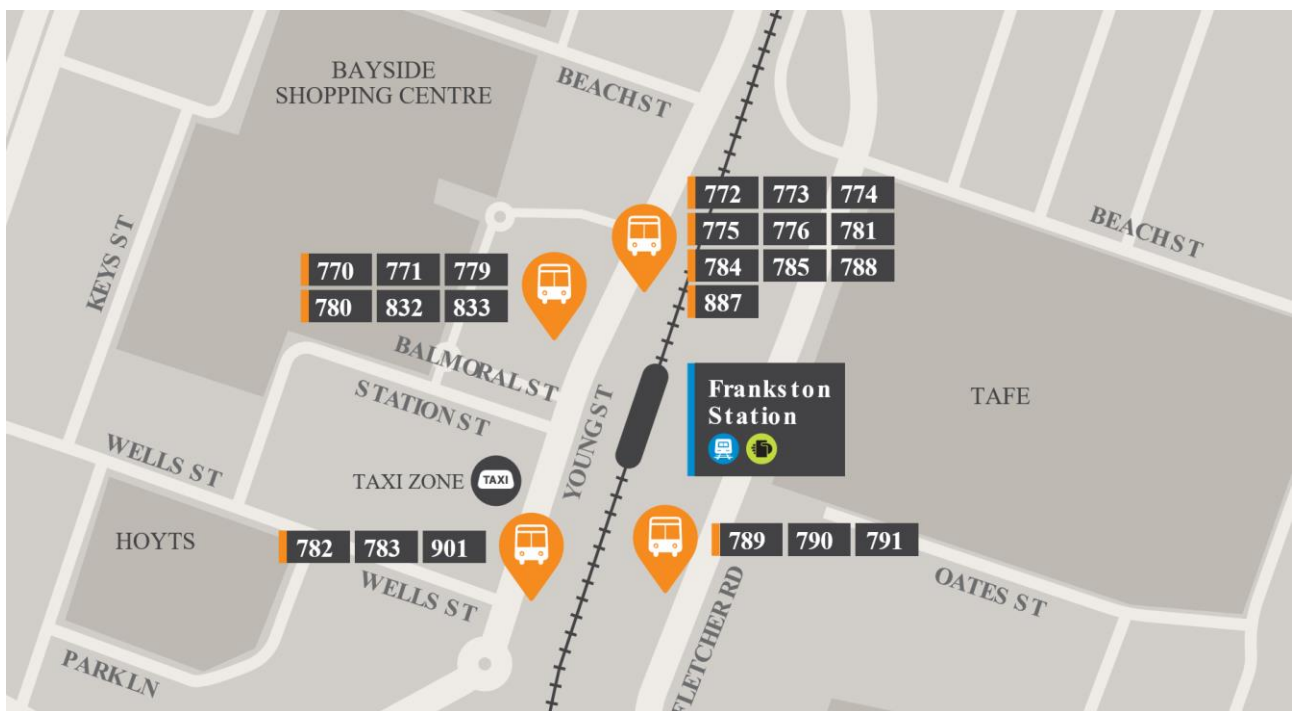 BAYSIDE
SHOPPING CENTRE
BEACH ST
KEYS ST
772 773 774
775 776 781
784 785 788
887
BEACH ST
770 771 779
780 832 833
BALMORAL ST
STATION ST
YOUNG ST
Frankston
Station
TAFE
WELLS ST
TAXI ZONE
TAXI
HOYTS
782 783 901
789 790 791
WELLS ST
OATES ST
FLETCHER RD
PARK LN